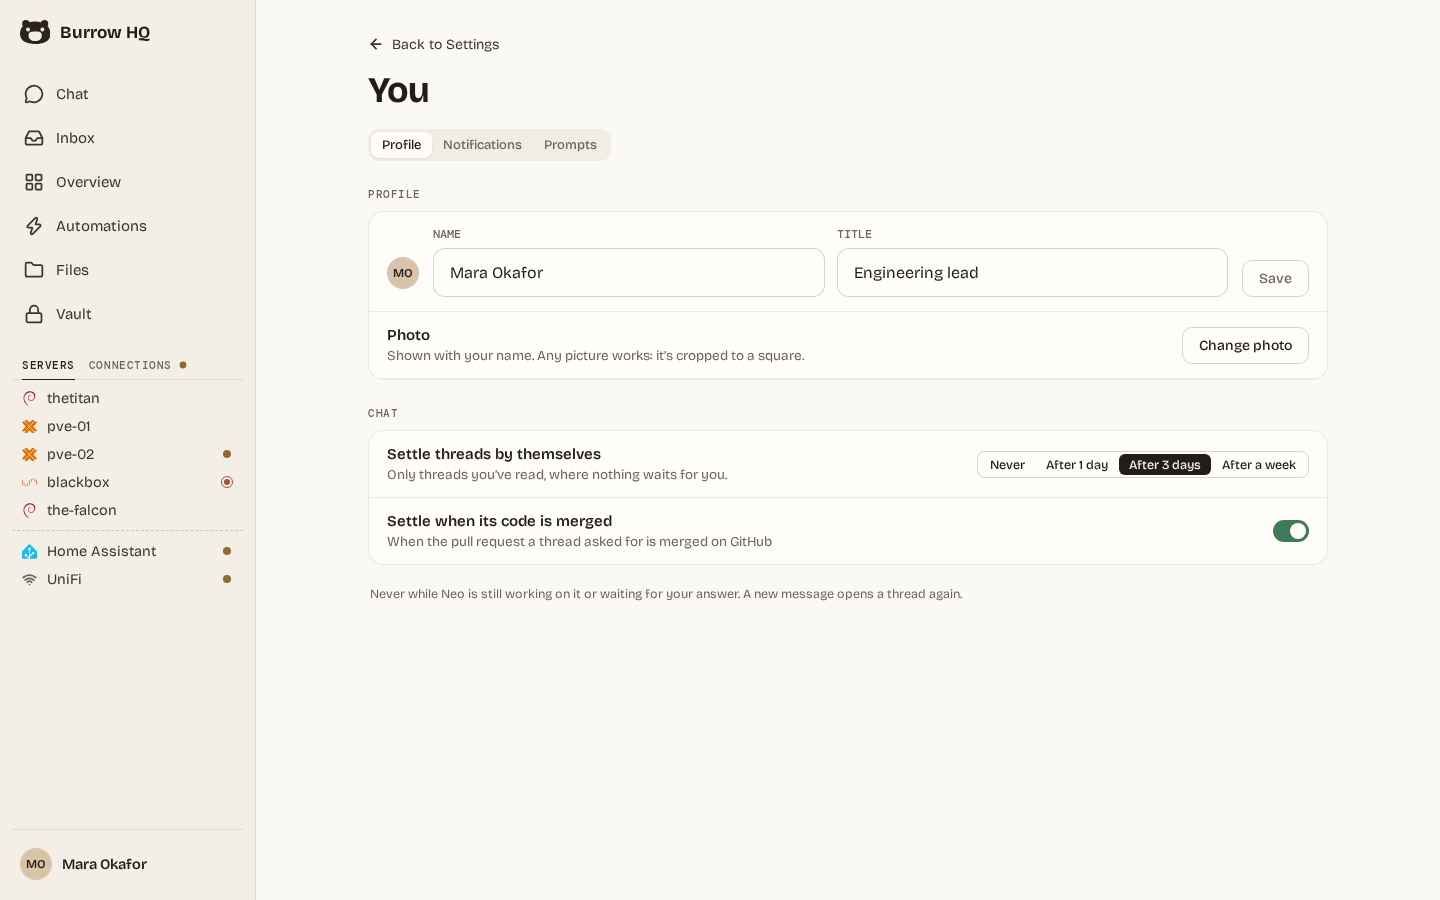 Burrow HQ
Chat
Inbox
Overview
Automations
Files
Vault
SERVERS CONNECTIONS
thetitan
pve-01
pve-02
blackbox
the-falcon
Home Assistant
UniFi
MO Mara Okafor
Back to Settings
You
Profile Notifications Prompts
PROFILE
NAME TITLE
MO Mara Okafor Engineering lead Save
Photo
Shown with your name. Any picture works: it's cropped to a square.
Change photo
CHAT
Settle threads by themselves
Only threads you've read, where nothing waits for you.
Never After 1 day After 3 days After a week
Settle when its code is merged
When the pull request a thread asked for is merged on GitHub
Never while Neo is still working on it or waiting for your answer. A new message opens a thread again.